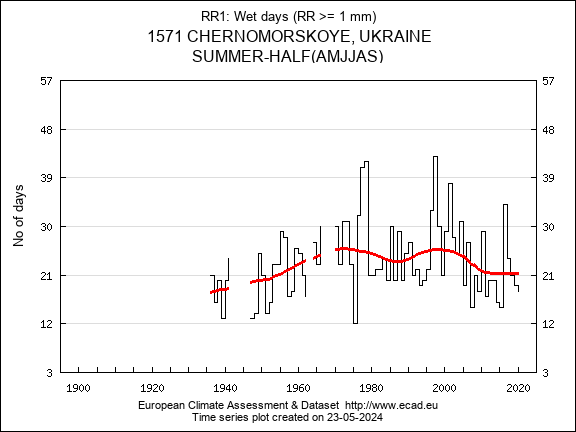 RR1: Wet days (RR >= 1 mm)
1571 CHERNOMORSKOYE, UKRAINE
SUMMER-HALF(AMJJAS)
57 57
48 48
39 39
30 30
21 21
12 12
3 3
No of days
1900 1920 1940 1960 1980 2000 2020
European Climate Assessment & Dataset http://www.ecad.eu
Time series plot created on 23-05-2024